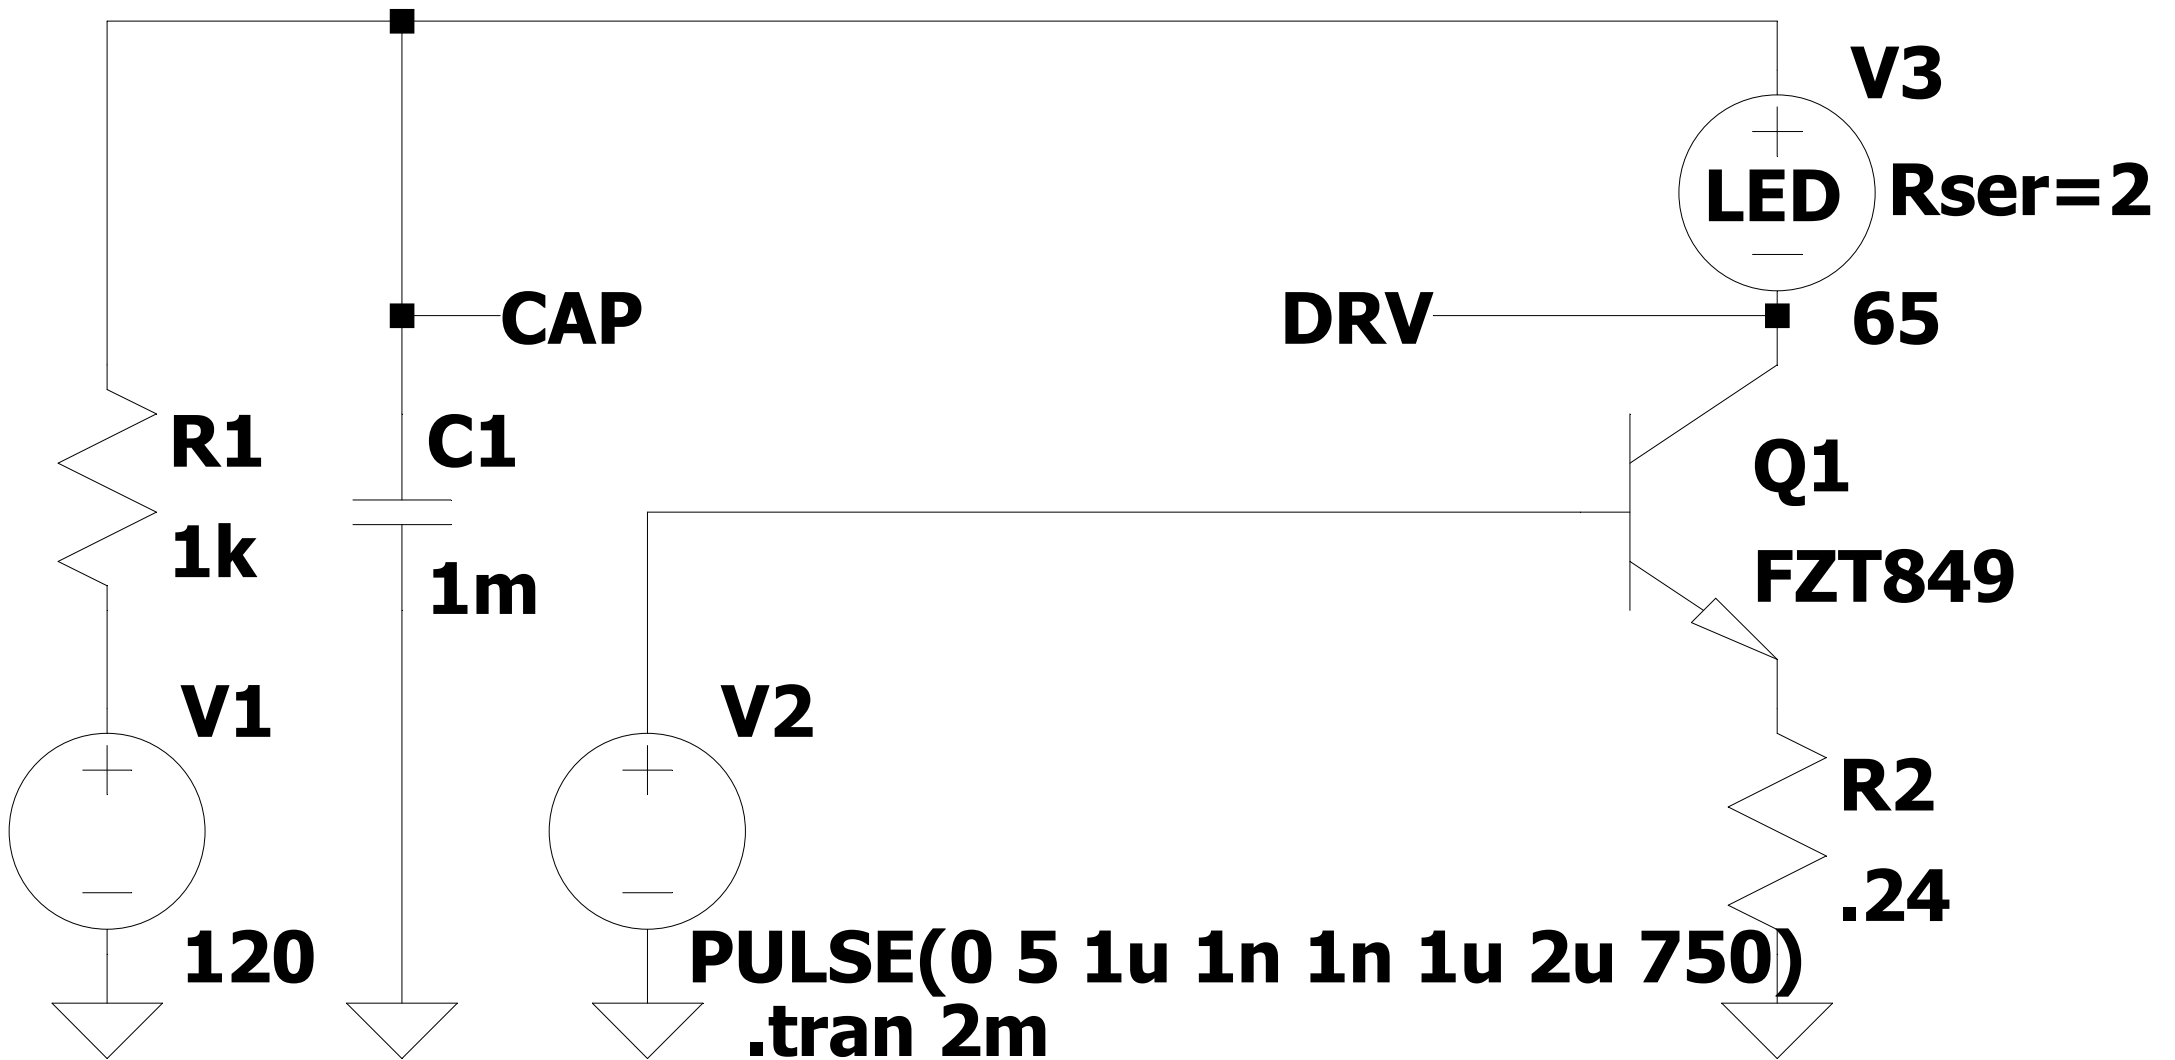 V3
LED
Rser=2
CAP
DRV
65
R1
1k
C1
1m
Q1
FZT849
V1
120
V2
R2
.24
PULSE(0 5 1u 1n 1n 1u 2u 750)
.tran 2m